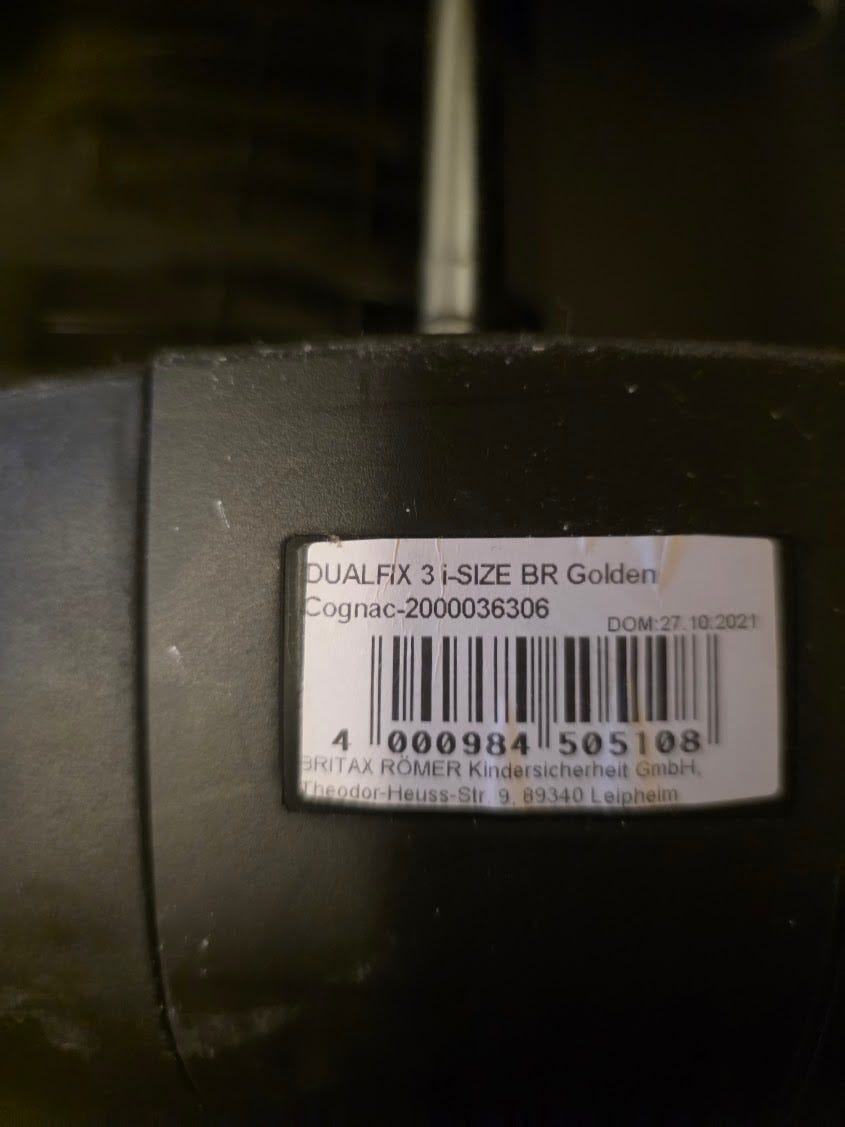 DUALFIX 3 i-SIZE BR Golden
Cognac-2000036306
DOM:27.10.2021
4 000984 505108
BRITAX RÖMER Kindersicherheit GmbH,
Theodor-Heuss-Str. 9, 89340 Leipheim